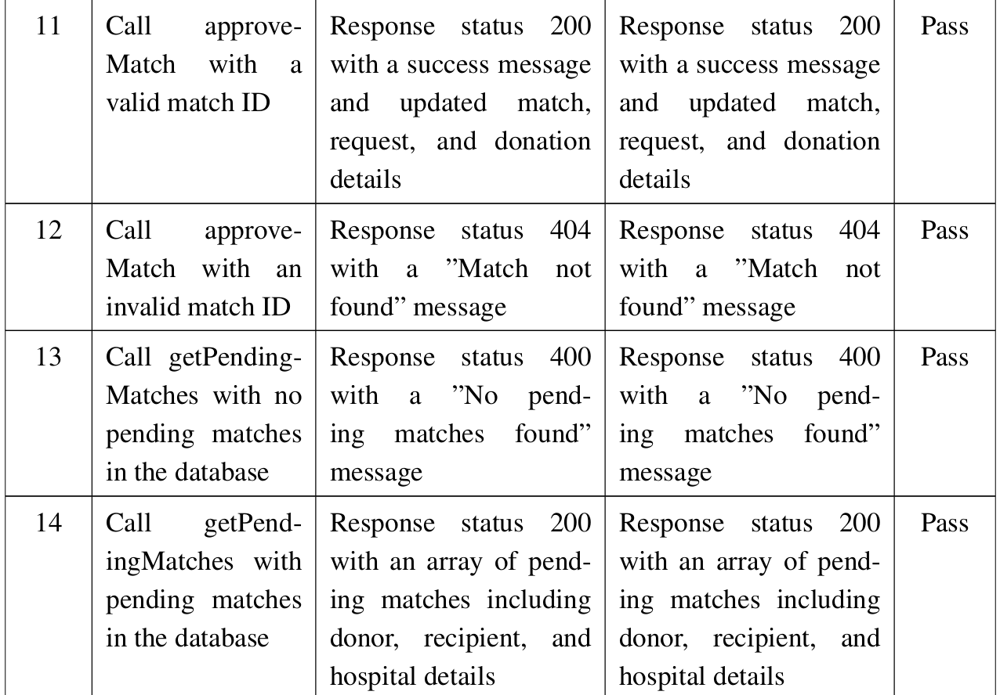 11
Call approve-
Match with a
valid match ID
Response status 200
with a success message
and updated match,
request, and donation
details
Response status 200
with a success message
and updated match,
request, and donation
details
Pass
12
Call approve-
Match with an
invalid match ID
Response status 404
with a ”Match not
found” message
Response status 404
with a ”Match not
found” message
Pass
13
Call getPending-
Matches with no
pending matches
in the database
Response status 400
with a ”No pend-
ing matches found”
message
Response status 400
with a ”No pend-
ing matches found”
message
Pass
14
Call getPend-
ingMatches with
pending matches
in the database
Response status 200
with an array of pend-
ing matches including
donor, recipient, and
hospital details
Response status 200
with an array of pend-
ing matches including
donor, recipient, and
hospital details
Pass